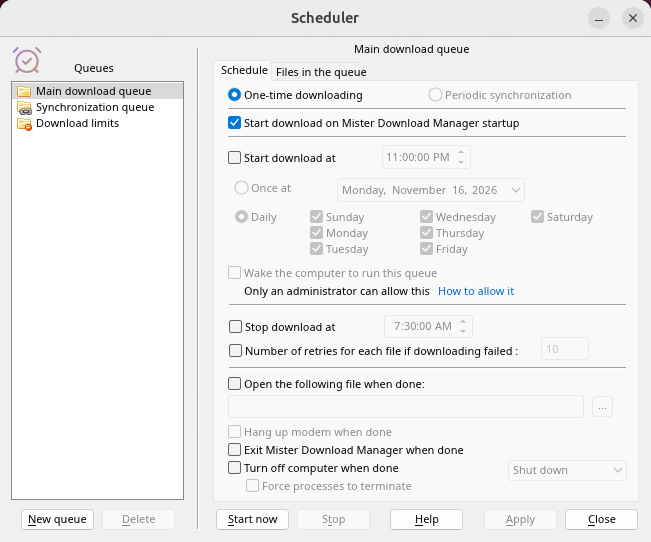 Scheduler
Queues
Main download queue
Synchronization queue
Download limits
New queue
Delete
Main download queue
Schedule
Files in the queue
One-time downloading
Periodic synchronization
Start download on Mister Download Manager startup
Start download at
11:00:00 PM
Once at
Monday, November 16, 2026
Daily
Sunday
Wednesday
Saturday
Monday
Thursday
Tuesday
Friday
Wake the computer to run this queue
Only an administrator can allow this How to allow it
Stop download at
7:30:00 AM
Number of retries for each file if downloading failed :
10
Open the following file when done:
...
Hang up modem when done
Exit Mister Download Manager when done
Turn off computer when done
Shut down
Force processes to terminate
Start now
Stop
Help
Apply
Close